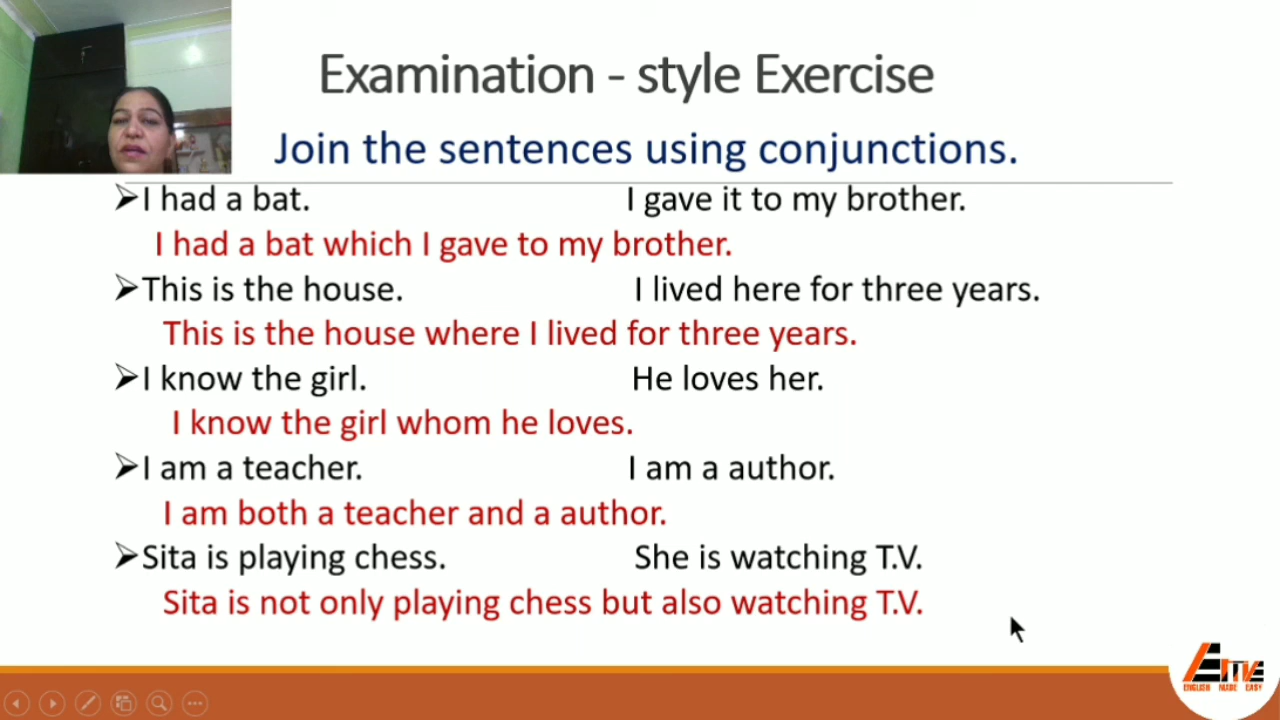 Examination - style Exercise
Join the sentences using conjunctions.
➢I had a bat. I gave it to my brother.
I had a bat which I gave to my brother.
➢This is the house. I lived here for three years.
This is the house where I lived for three years.
➢I know the girl. He loves her.
I know the girl whom he loves.
➢I am a teacher. I am a author.
I am both a teacher and a author.
➢Sita is playing chess. She is watching T.V.
Sita is not only playing chess but also watching T.V.
EME
ENGLISH MADE EASY